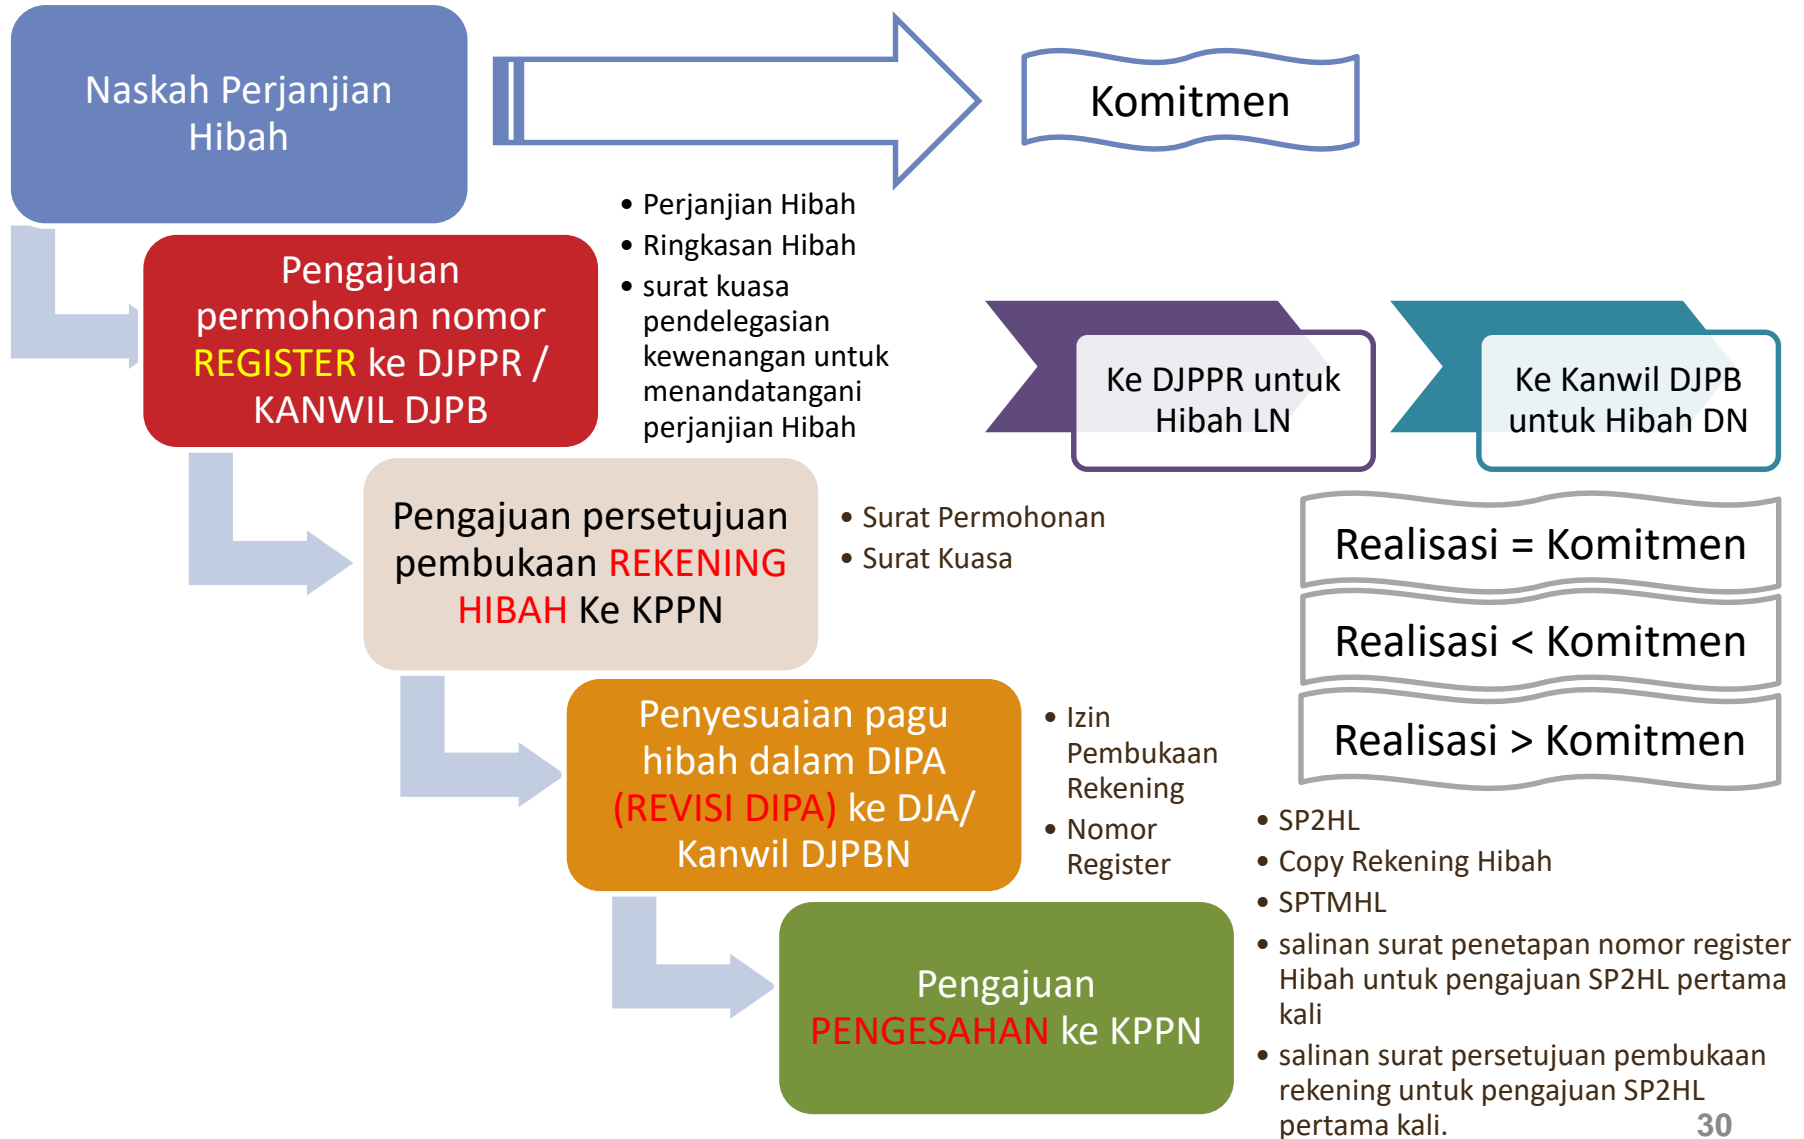 Naskah Perjanjian
Hibah
Komitmen
Pengajuan
permohonan nomor
REGISTER ke DJPPR /
KANWIL DJPB
• Perjanjian Hibah
• Ringkasan Hibah
• surat kuasa
pendelegasian
kewenangan untuk
menandatangani
perjanjian Hibah
Ke DJPPR untuk
Hibah LN
Ke Kanwil DJPB
untuk Hibah DN
Pengajuan persetujuan
pembukaan REKENING
HIBAH Ke KPPN
• Surat Permohonan
• Surat Kuasa
Realisasi = Komitmen
Realisasi < Komitmen
Realisasi > Komitmen
Penyesuaian pagu
hibah dalam DIPA
(REVISI DIPA) ke DJA/
Kanwil DJPBN
• Izin
Pembukaan
Rekening
• Nomor
Register
Pengajuan
PENGESAHAN ke KPPN
• SP2HL
• Copy Rekening Hibah
• SPTMHL
• salinan surat penetapan nomor register
Hibah untuk pengajuan SP2HL pertama
kali
• salinan surat persetujuan pembukaan
rekening untuk pengajuan SP2HL
pertama kali.
30